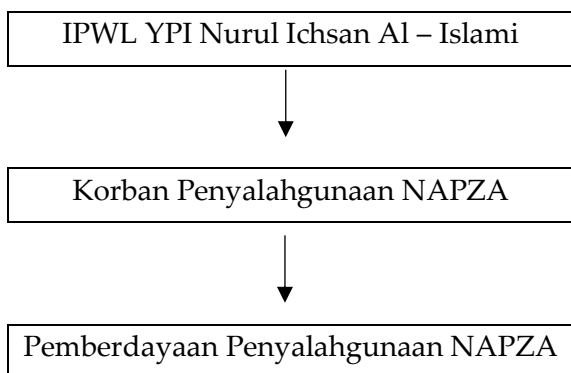 IPWL YPI Nurul Ichsan Al – Islami
Korban Penyalahgunaan NAPZA
Pemberdayaan Penyalahgunaan NAPZA